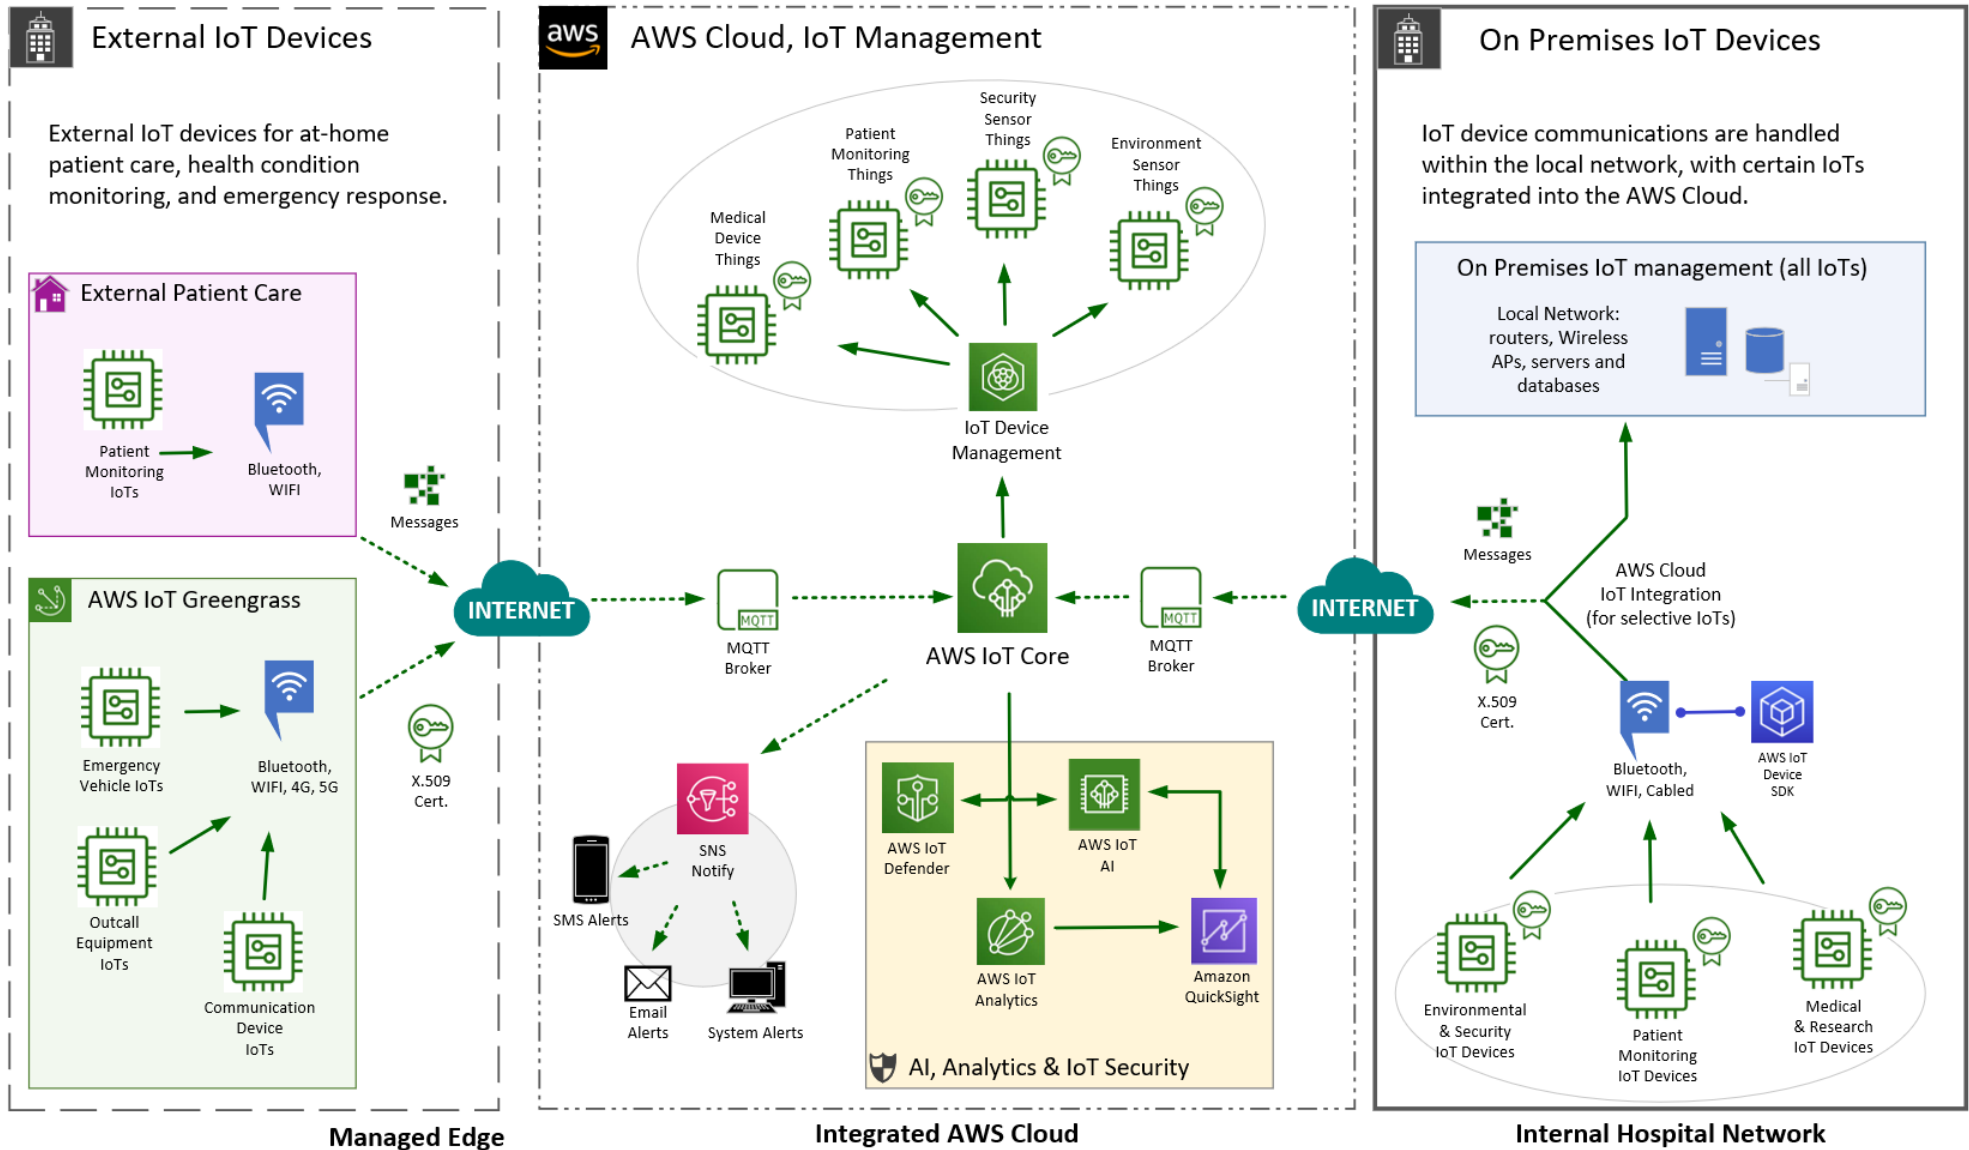 External IoT Devices
External IoT devices for at-home
patient care, health condition
monitoring, and emergency response.
External Patient Care
Patient
Monitoring
IoTs
Bluetooth,
WIFI
Messages
AWS IoT Greengrass
Emergency
Vehicle IoTs
Bluetooth,
WIFI, 4G, 5G
Outcall
Equipment
IoTs
Communication
Device
IoTs
X.509
Cert.
INTERNET
Managed Edge
aws
AWS Cloud, IoT Management
Medical
Device
Things
Patient
Monitoring
Things
Security
Sensor
Things
Environment
Sensor
Things
IoT Device
Management
MQTT
MQTT
Broker
AWS IoT Core
MQTT
MQTT
Broker
SNS
Notify
SMS Alerts
Email
Alerts
System Alerts
AWS IoT
Defender
AWS IoT
AI
AWS IoT
Analytics
Amazon
QuickSight
AI, Analytics & IoT Security
Integrated AWS Cloud
On Premises IoT Devices
IoT device communications are handled
within the local network, with certain IoTs
integrated into the AWS Cloud.
On Premises IoT management (all IoTs)
Local Network:
routers, Wireless
APs, servers and
databases
Messages
INTERNET
AWS Cloud
IoT Integration
(for selective IoTs)
X.509
Cert.
Bluetooth,
WIFI, Cabled
AWS IoT
Device
SDK
Environmental
& Security
IoT Devices
Patient
Monitoring
IoT Devices
Medical
& Research
IoT Devices
Internal Hospital Network